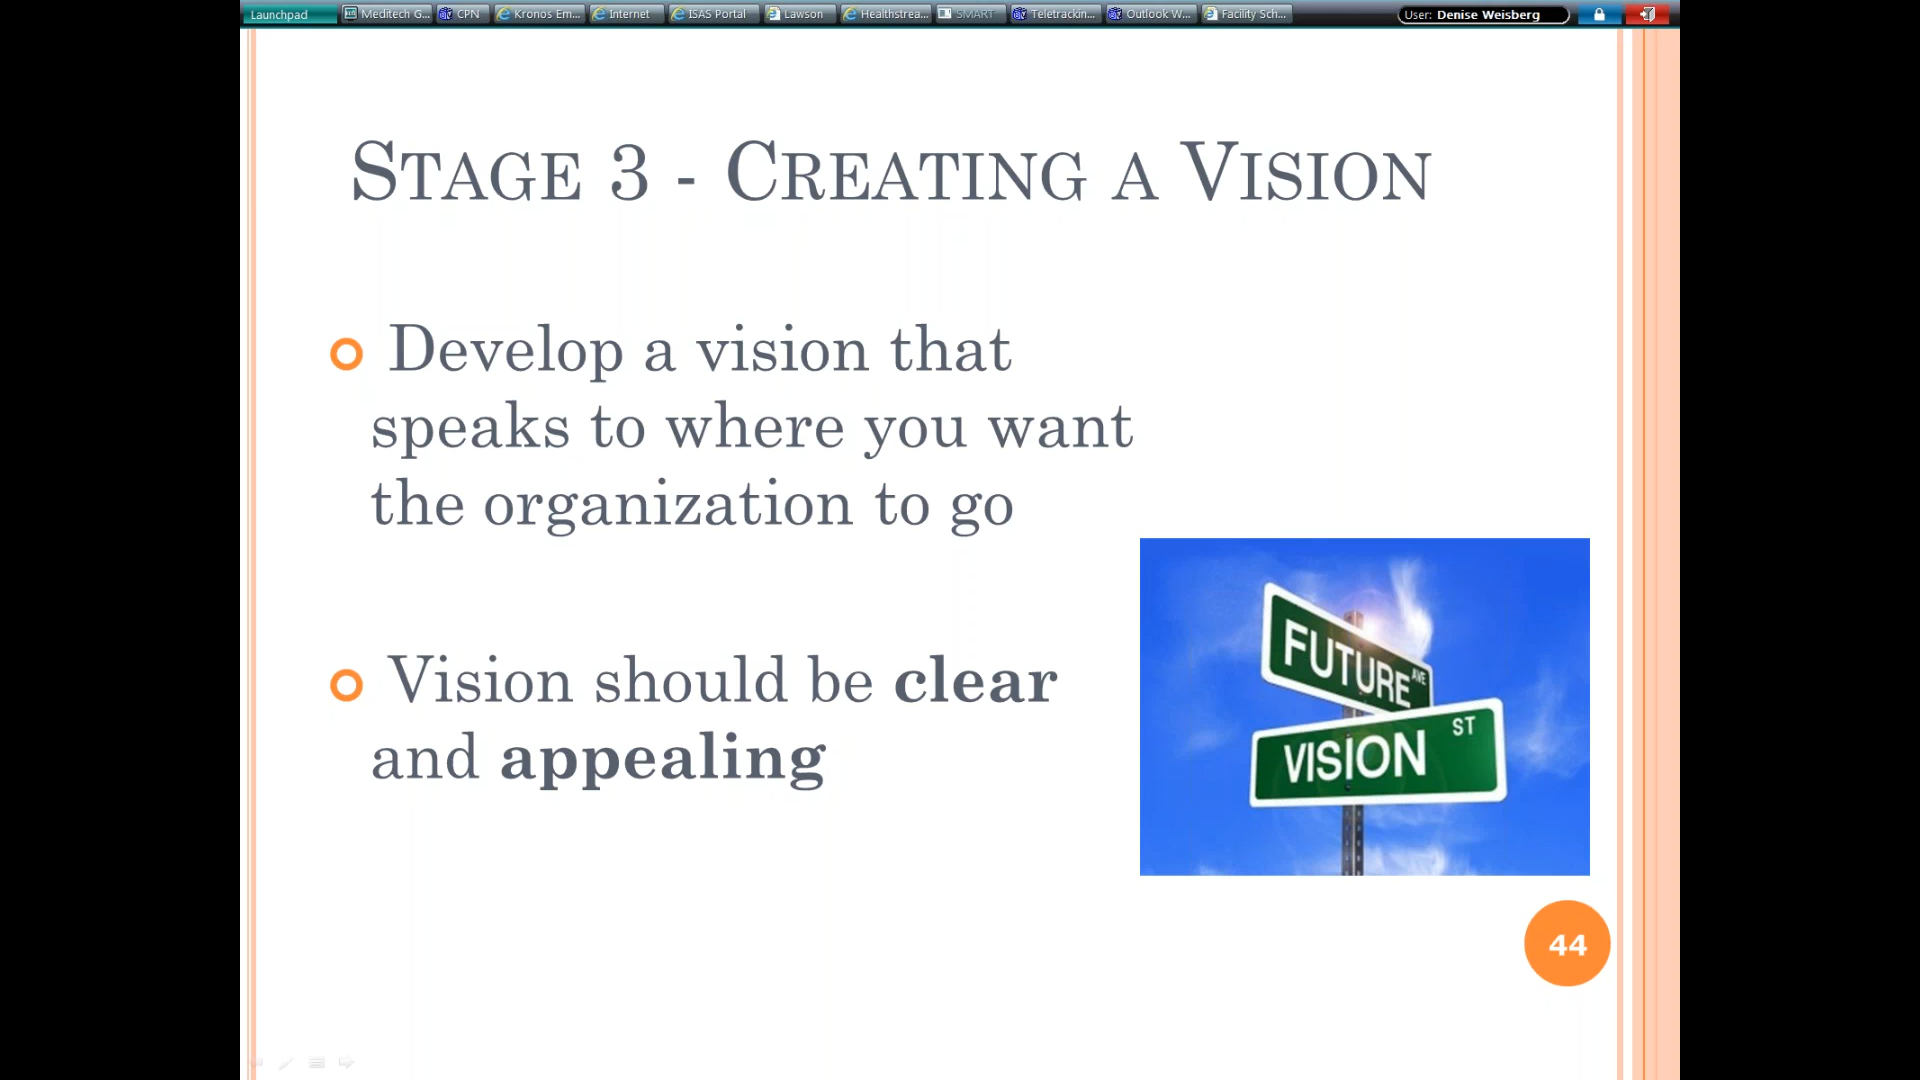 Launchpad Meditech G... CPN Kronos Em... Internet ISAS Portal Lawson Healthstrea... SMART Teletrackin... Outlook W... Facility Sch... User: Denise Weisberg
STAGE 3 - CREATING A VISION
Develop a vision that
speaks to where you want
the organization to go
Vision should be clear
and appealing
FUTURE AVE
VISION ST
44